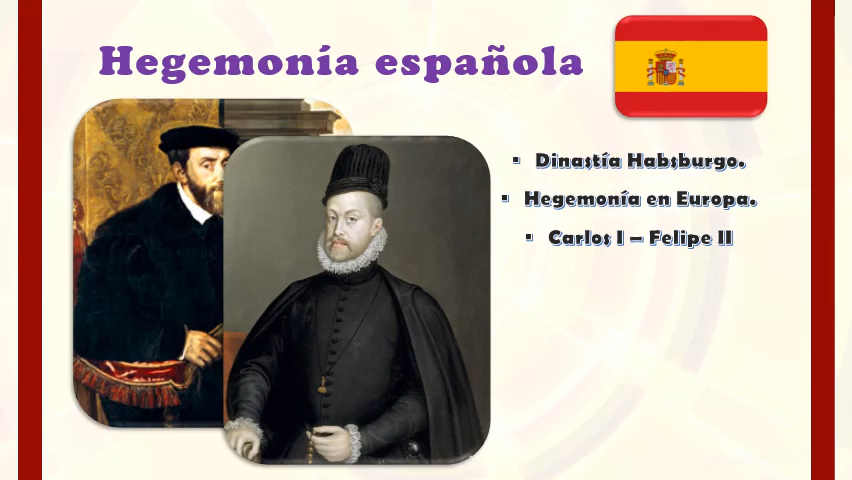 Hegemonía española
▪ Dinastía Habsburgo.
▪ Hegemonía en Europa.
▪ Carlos I – Felipe II